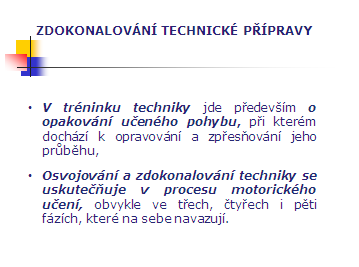 ZDOKONALOVÁNÍ TECHNICKÉ PŘÍPRAVY
• V tréninku techniky jde především o
opakování učeného pohybu, při kterém
dochází k opravování a zpřesňování jeho
průběhu,
• Osvojování a zdokonalování techniky se
uskutečňuje v procesu motorického
učení, obvykle ve třech, čtyřech i pěti
fázích, které na sebe navazují.